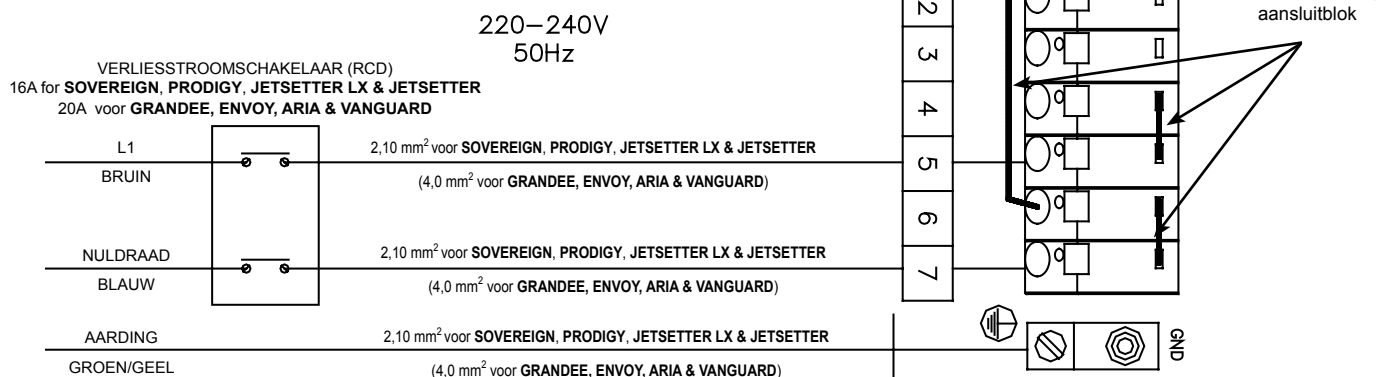 220–240V
50Hz
VERLIESSTROOMSCHAKELAAR (RCD)
16A for SOVEREIGN, PRODIGY, JETSETTER LX & JETSETTER
20A voor GRANDEE, ENVOY, ARIA & VANGUARD
L1
BRUIN
2,10 mm² voor SOVEREIGN, PRODIGY, JETSETTER LX & JETSETTER
(4,0 mm² voor GRANDEE, ENVOY, ARIA & VANGUARD)
NULDRAAD
BLAUW
2,10 mm² voor SOVEREIGN, PRODIGY, JETSETTER LX & JETSETTER
(4,0 mm² voor GRANDEE, ENVOY, ARIA & VANGUARD)
AARDING
GROEN/GEEL
2,10 mm² voor SOVEREIGN, PRODIGY, JETSETTER LX & JETSETTER
(4,0 mm² voor GRANDEE, ENVOY, ARIA & VANGUARD)
2
3
4
5
6
7
aansluitblok
GND